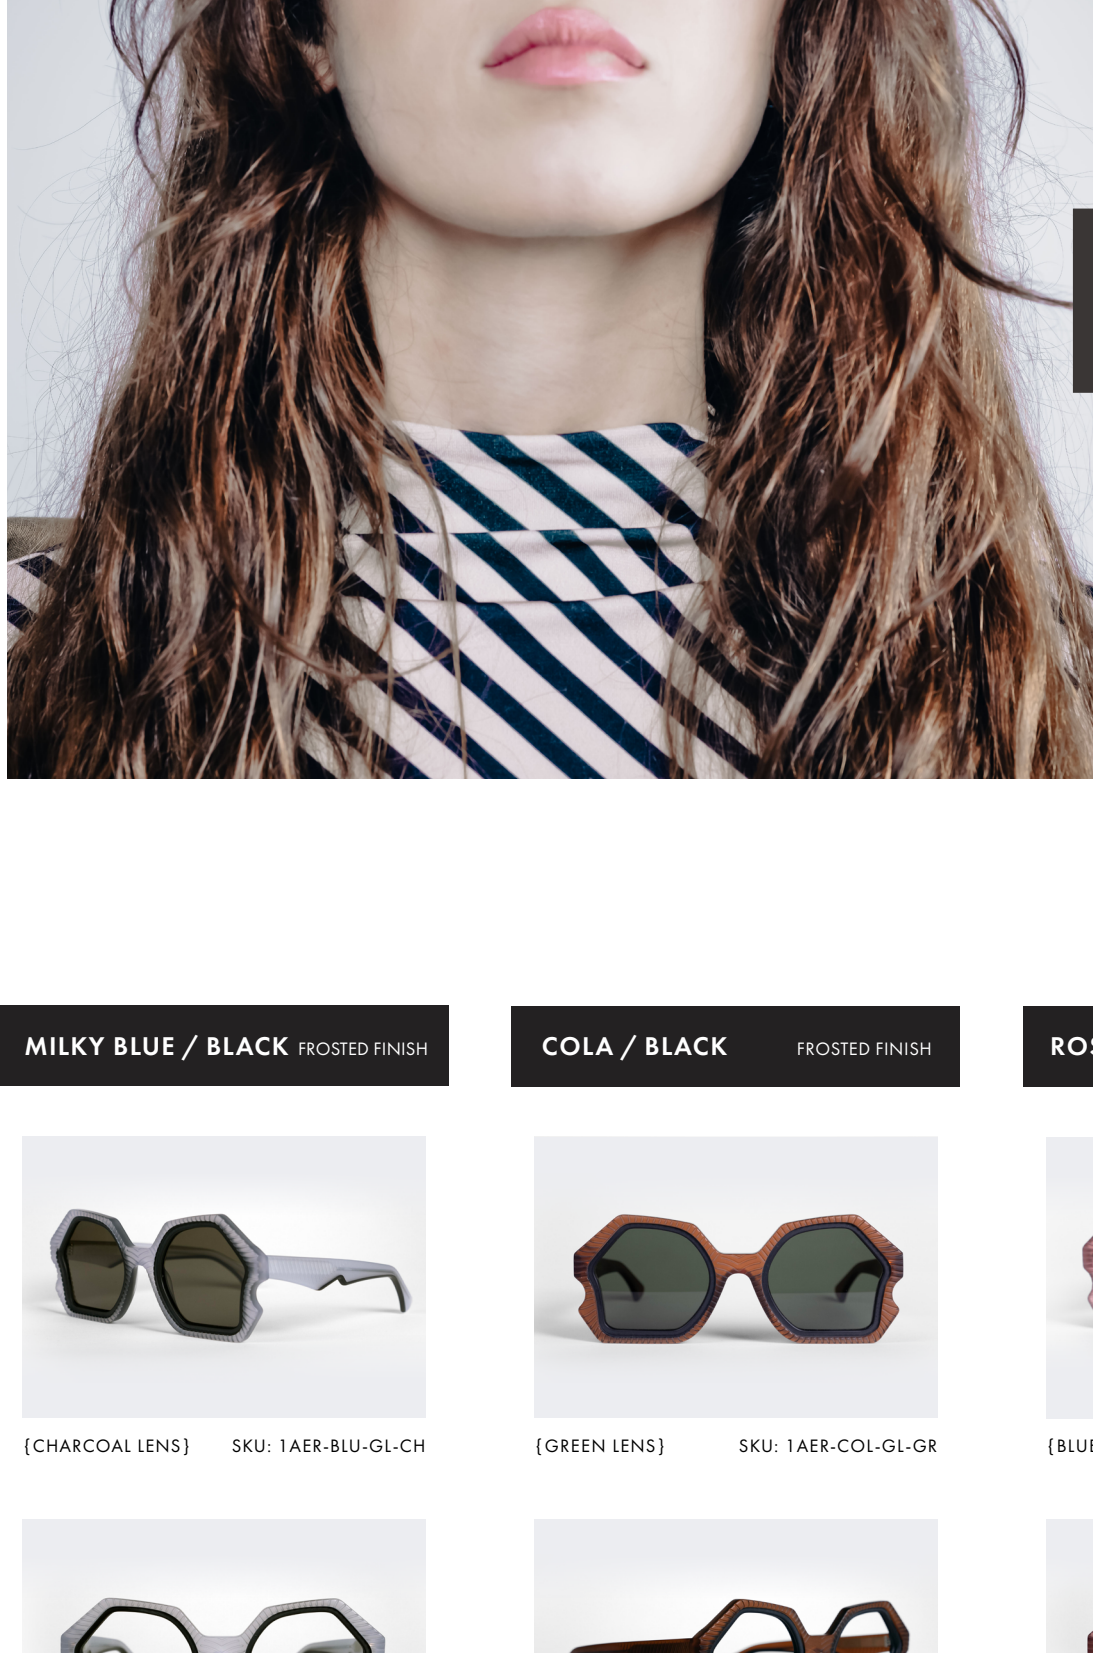 MILKY BLUE / BLACK FROSTED FINISH
COLA / BLACK FROSTED FINISH
{CHARCOAL LENS} SKU: 1AER-BLU-GL-CH
{GREEN LENS} SKU: 1AER-COL-GL-GR